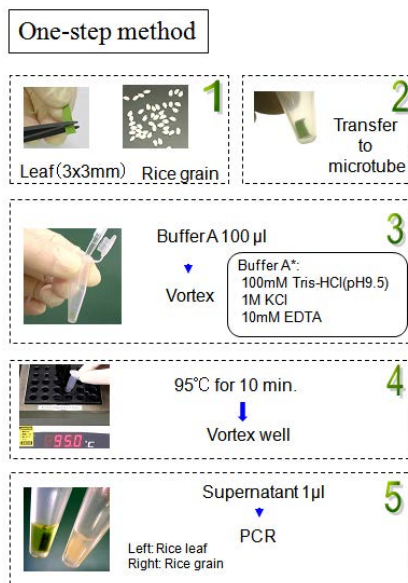 One-step method
1
Leaf(3x3mm)
Rice grain
2
Transfer
to
microtube
3
Buffer A 100 μl
Vortex
Buffer A*:
100mM Tris-HCl(pH9.5)
1M KCl
10mM EDTA
4
95℃ for 10 min.
Vortex well
95.0 °C
5
Supernatant 1μl
PCR
Left: Rice leaf
Right: Rice grain